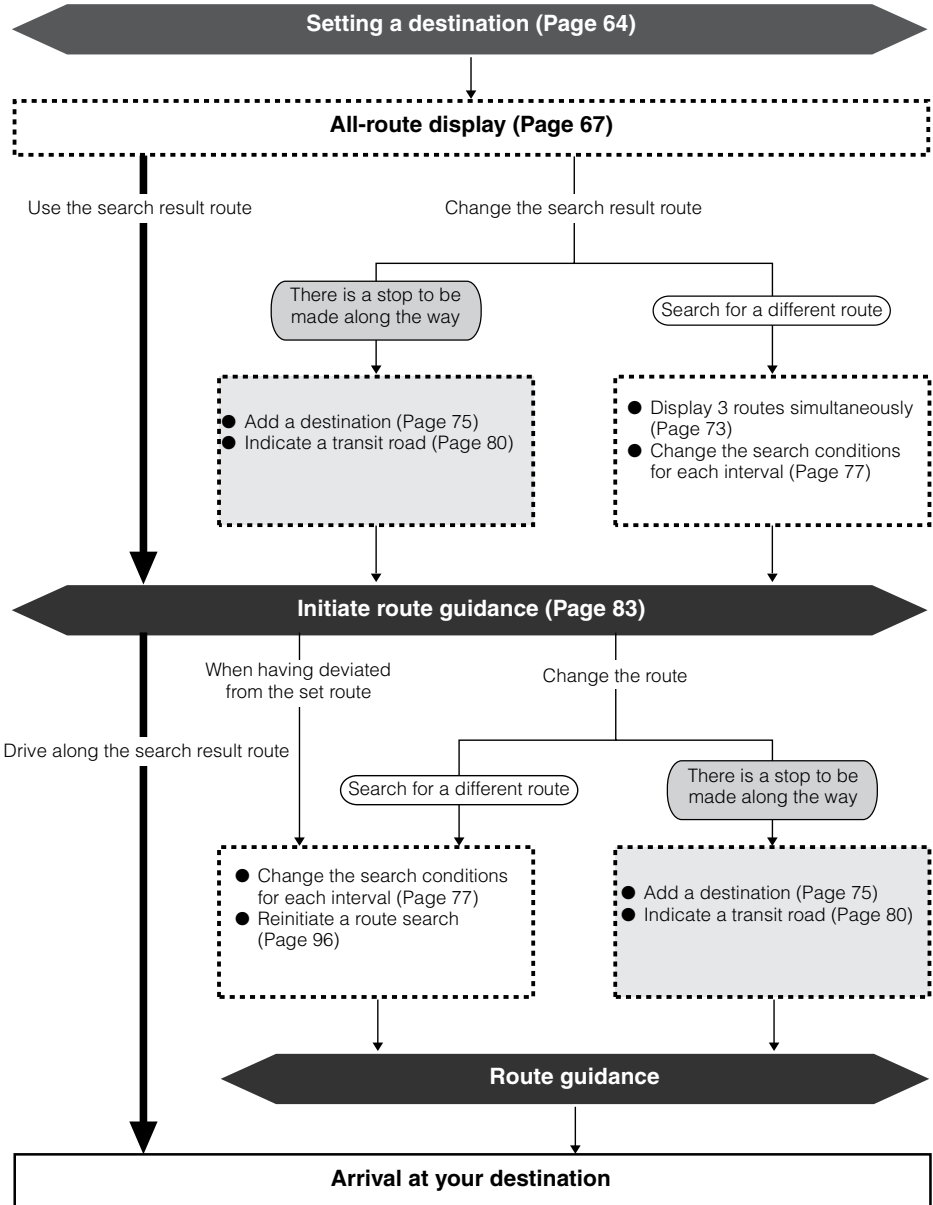 Setting a destination (Page 64)
All-route display (Page 67)
Use the search result route
Change the search result route
There is a stop to be
made along the way
Search for a different route
● Add a destination (Page 75)
● Indicate a transit road (Page 80)
● Display 3 routes simultaneously
(Page 73)
● Change the search conditions
for each interval (Page 77)
Initiate route guidance (Page 83)
When having deviated
from the set route
Change the route
Drive along the search result route
Search for a different route
There is a stop to be
made along the way
● Change the search conditions
for each interval (Page 77)
● Reinitiate a route search
(Page 96)
● Add a destination (Page 75)
● Indicate a transit road (Page 80)
Route guidance
Arrival at your destination